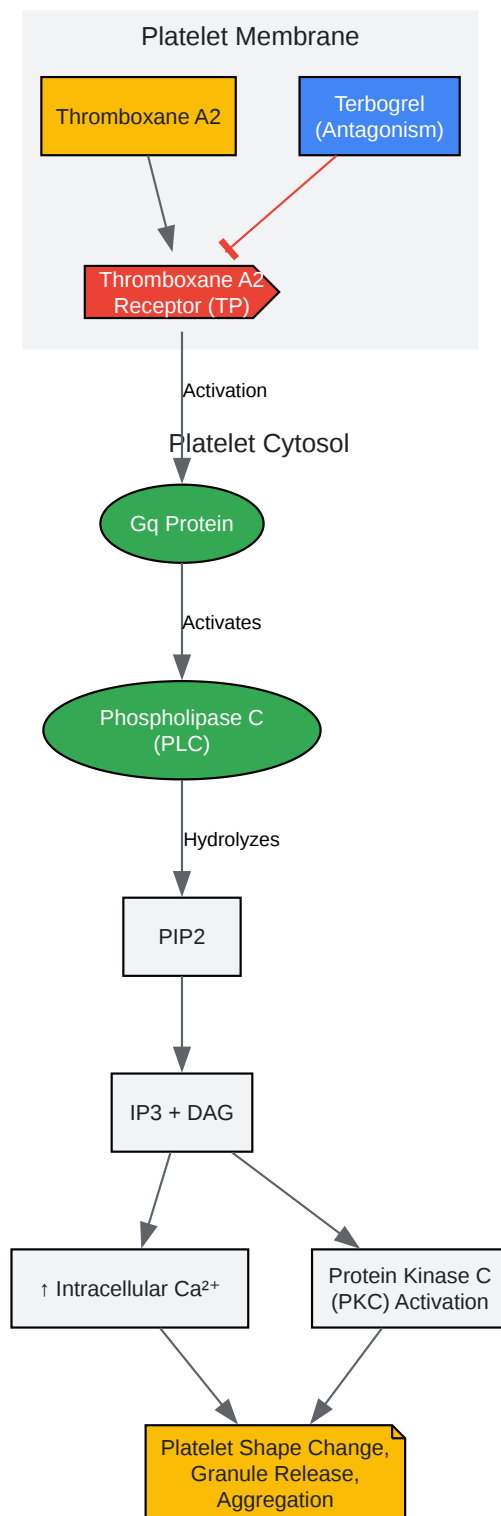 Platelet Membrane
Thromboxane A2
Terbogrel
(Antagonism)
Thromboxane A2
Receptor (TP)
Activation
Platelet Cytosol
Gq Protein
Activates
Phospholipase C
(PLC)
Hydrolyzes
PIP2
IP3 + DAG
↑ Intracellular Ca²⁺
Protein Kinase C
(PKC) Activation
Platelet Shape Change,
Granule Release,
Aggregation